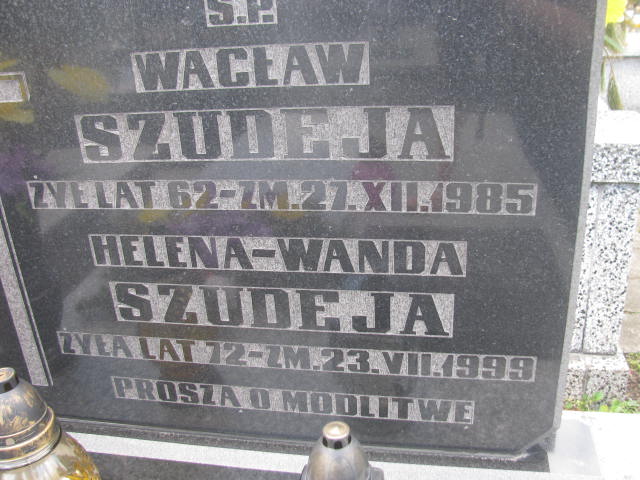 Ś.P.
WACŁAW
SZUDEJA
ŻYŁ LAT 62-ZM.27.XII.1985
HELENA-WANDA
SZUDEJA
ŻYŁA LAT 72-ZM.23.VII.1999
PROSZĄ O MODLITWĘ